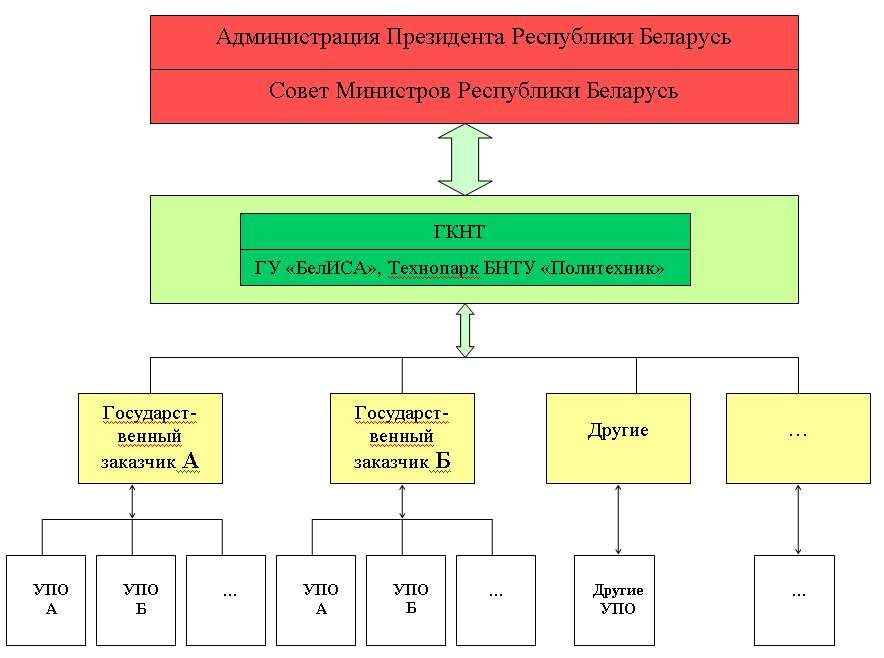 Администрация Президента Республики Беларусь
Совет Министров Республики Беларусь
ГКНТ
ГУ «БелИСА», Технопарк БНТУ «Политехник»
Государст-
венный
заказчик А
Государст-
венный
заказчик Б
Другие
…
УПО
А
УПО
Б
...
УПО
А
УПО
Б
...
Другие
УПО
...